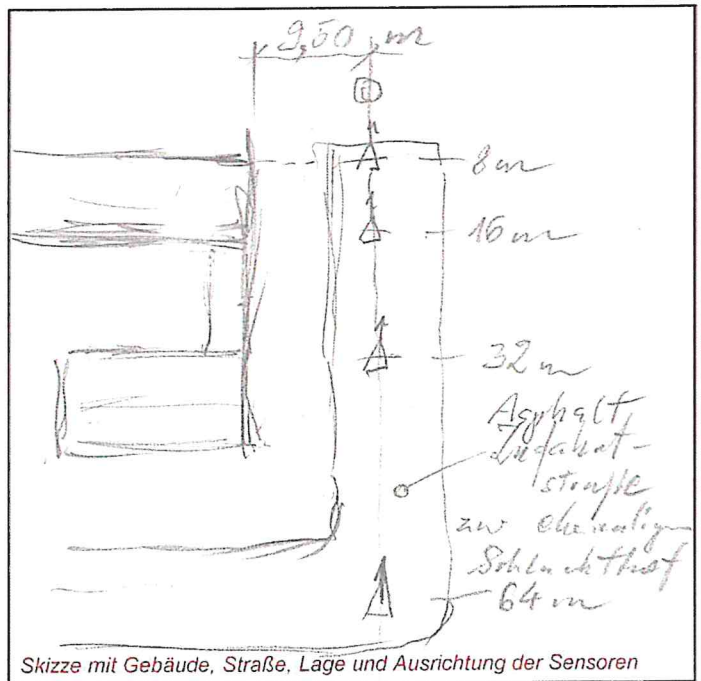 9,50 m
8 m
16 m
32 m
Asphalt
Zufahrt-
straße
zur ehemaligen
Schlachthof
64 m
Skizze mit Gebäude, Straße, Lage und Ausrichtung der Sensoren